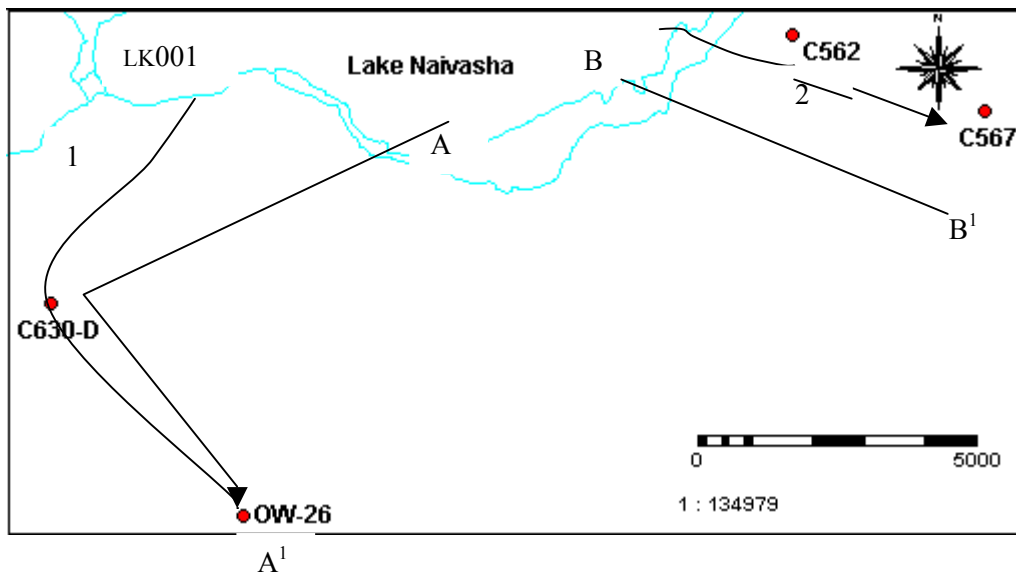 N
LK001
C562
Lake Naivasha
B
2
C567
A
1
B1
C630-D
0 5000
1 : 134979
OW-26
A1